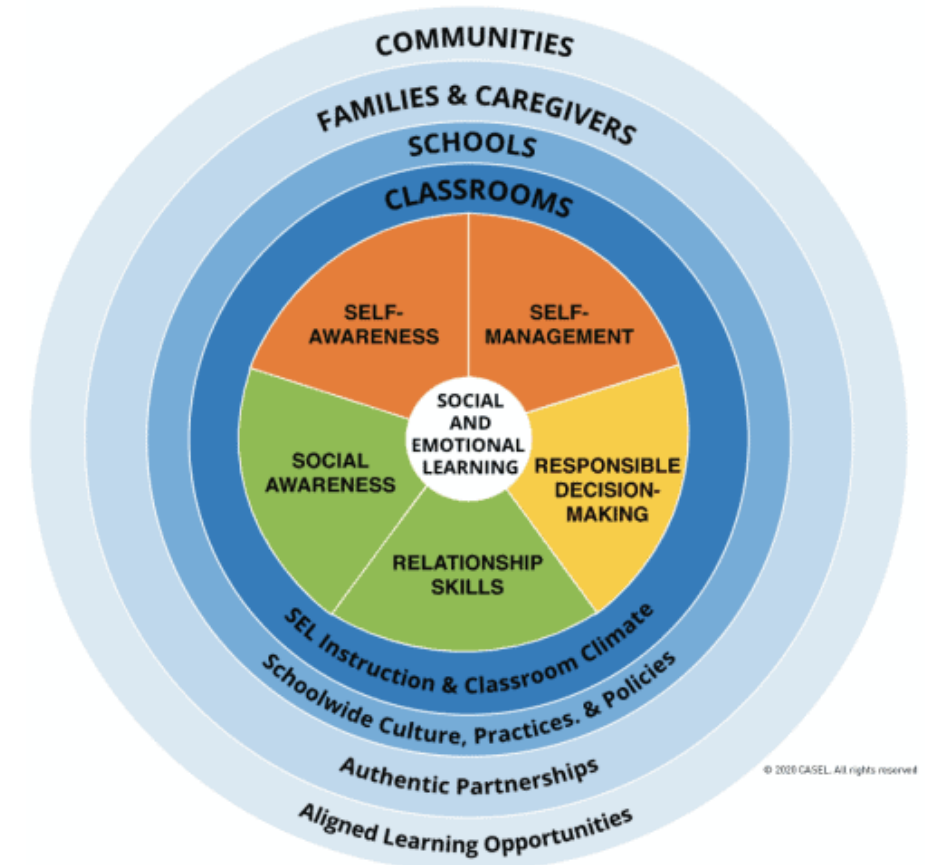 COMMUNITIES
FAMILIES & CAREGIVERS
SCHOOLS
CLASSROOMS
SELF-
AWARENESS
SELF-
MANAGEMENT
SOCIAL
AND
EMOTIONAL
LEARNING
SOCIAL
AWARENESS
RESPONSIBLE
DECISION-
MAKING
RELATIONSHIP
SKILLS
SEL Instruction & Classroom Climate
Schoolwide Culture, Practices. & Policies
Authentic Partnerships
Aligned Learning Opportunities
© 2020 CASEL. All rights reserved